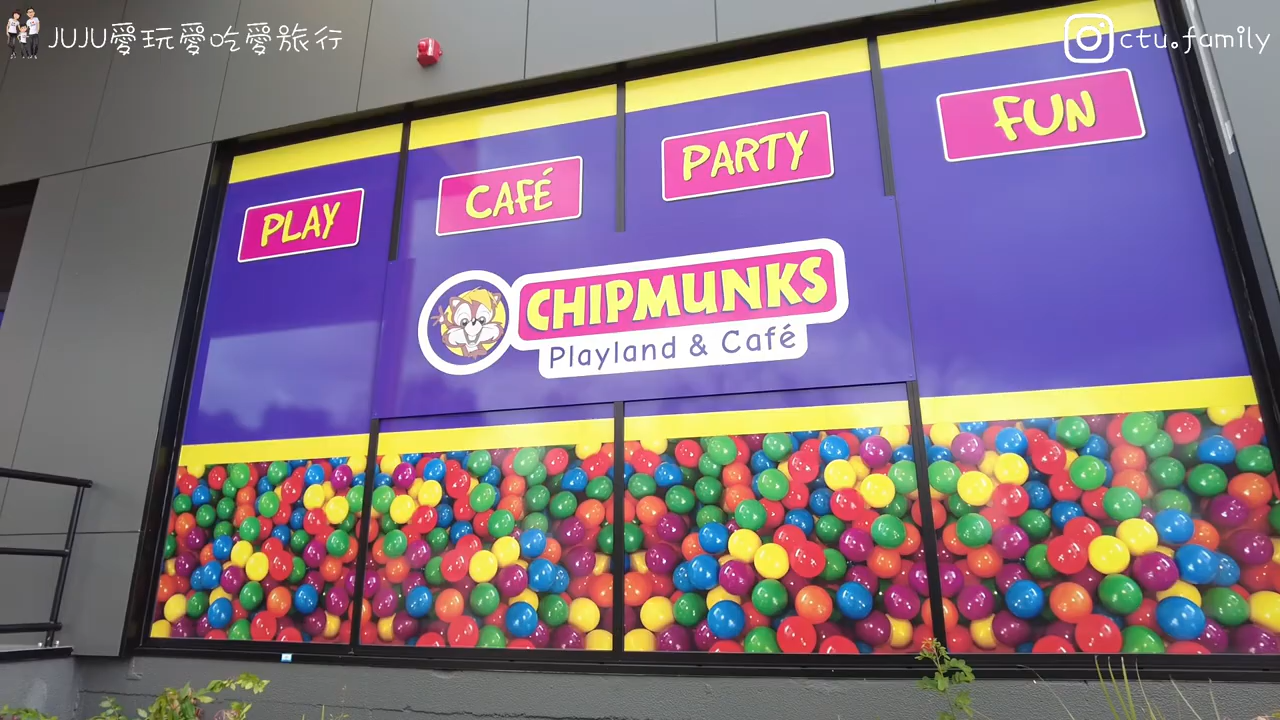 JUJU愛玩愛吃愛旅行
ctu.family
PLAY
CAFÉ
PARTY
FUN
CHIPMUNKS
Playland & Café